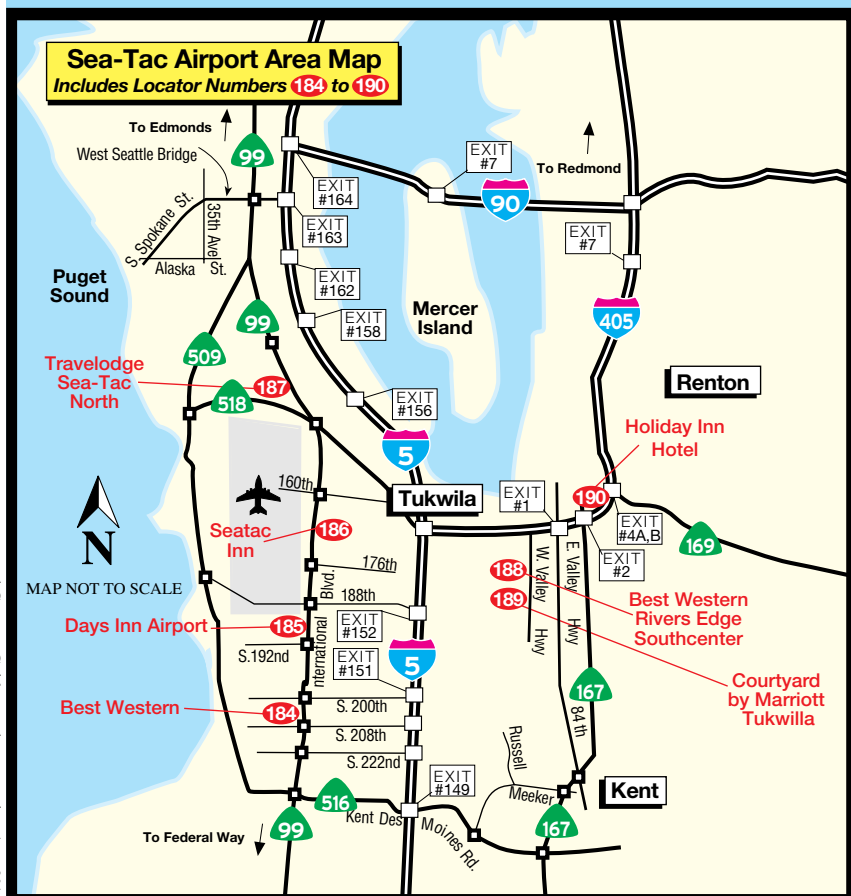 Sea-Tac Airport Area Map
Includes Locator Numbers 184 to 190
To Edmonds
West Seattle Bridge
99
EXIT
#7
To Redmond
EXIT
#164
90
S. Spokane St.
35th Ave
EXIT
#163
EXIT
#7
Alaska St.
Puget
Sound
EXIT
#162
Mercer
Island
99
EXIT
#158
405
509
Travelodge
Sea-Tac
North
187
518
Renton
EXIT
#156
Holiday Inn
Hotel
5
160th
Tukwila
EXIT
#1
190
EXIT
#4A,B
169
N
MAP NOT TO SCALE
Seatac
Inn
186
EXIT
#2
176th
188th
W. Valley Hwy
E. Valley Hwy
188
189
Best Western
Rivers Edge
Southcenter
nternational Blvd.
Days Inn Airport
185
EXIT
#152
S.192nd
EXIT
#151
5
Courtyard
by Marriott
Tukwilla
167
Best Western
184
S. 200th
84 th
S. 208th
Russell
S. 222nd
EXIT
#149
Meeker
Kent
516
Kent Des Moines Rd.
167
To Federal Way
99